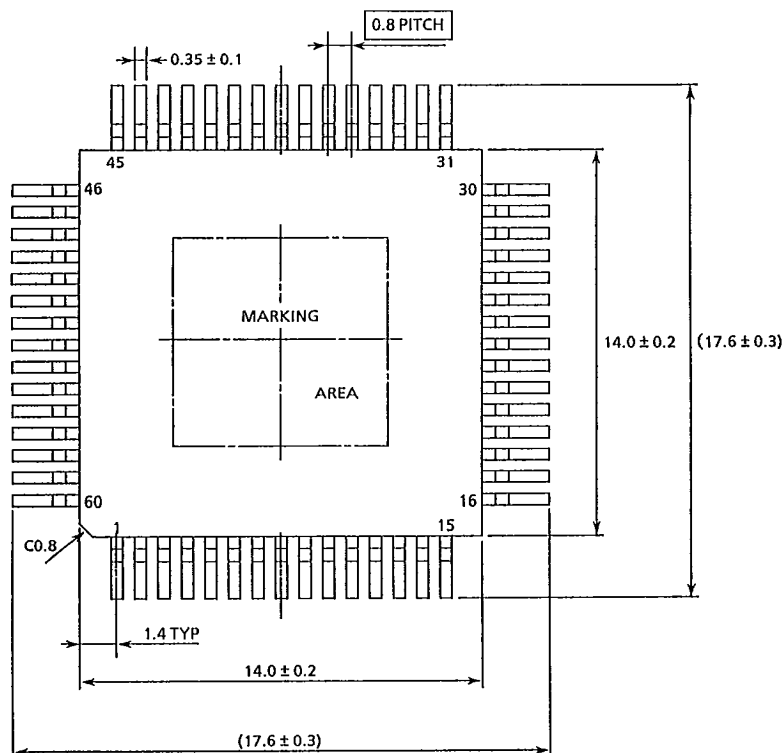 0.8 PITCH
0.35 ± 0.1
45
31
46
30
MARKING
AREA
14.0 ± 0.2
(17.6 ± 0.3)
60
16
1
15
C0.8
1.4 TYP
14.0 ± 0.2
(17.6 ± 0.3)